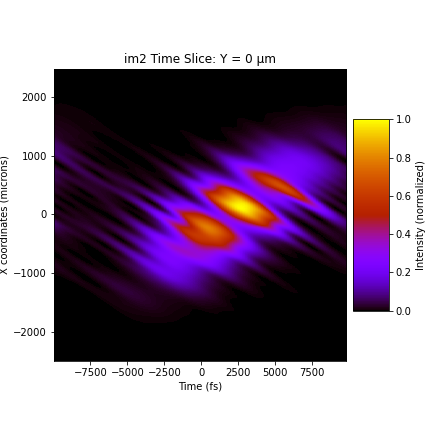 im2 Time Slice: Y = 0 μm
X coordinates (microns)
2000
1000
0
−1000
−2000
−7500 −5000 −2500 0 2500 5000 7500
Time (fs)
1.0
0.8
0.6
0.4
0.2
0.0
Intensity (normalized)